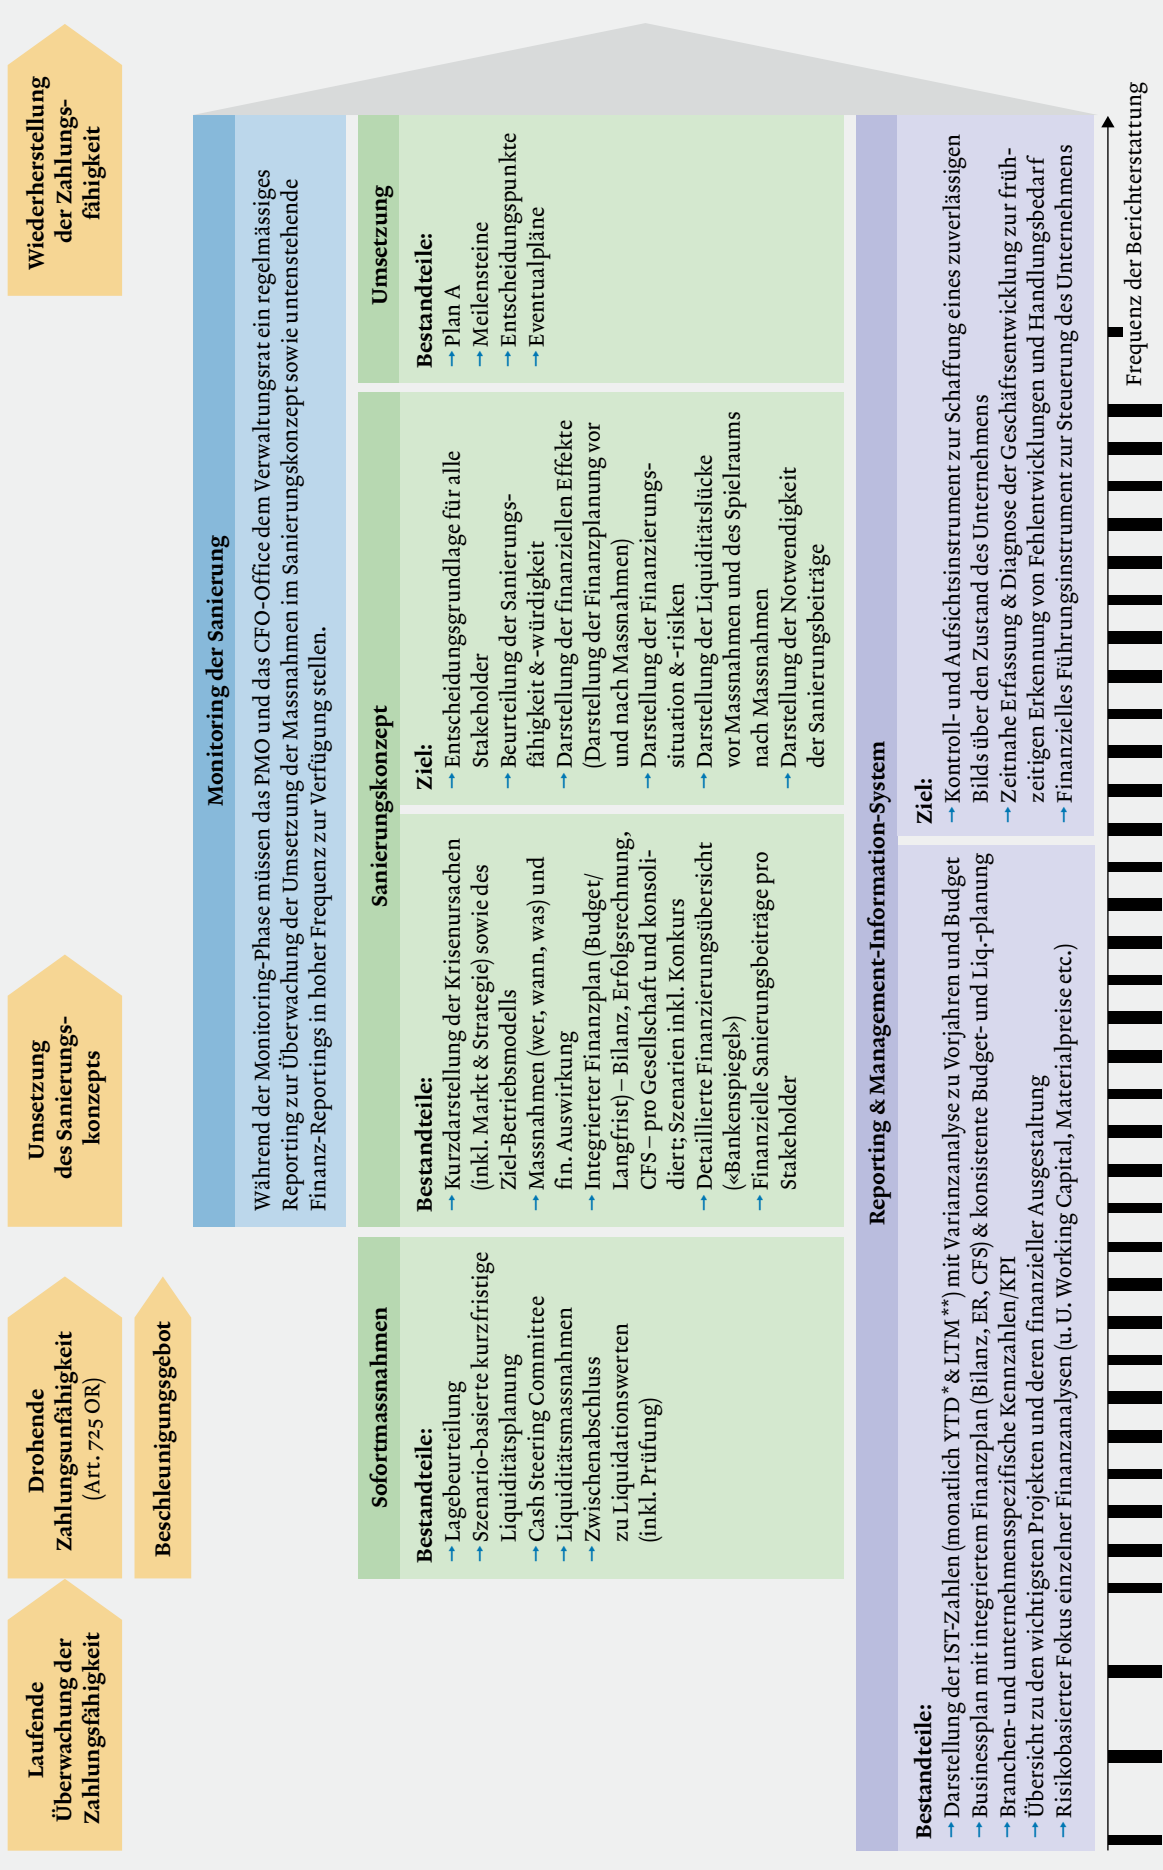 Laufende
Überwachung der
Zahlungsfähigkeit
Drohende
Zahlungsunfähigkeit
(Art. 725 OR)
Beschleunigungsgebot
Umsetzung
des Sanierungs-
konzepts
Wiederherstellung
der Zahlungs-
fähigkeit
Monitoring der Sanierung
Während der Monitoring-Phase müssen das PMO und das CFO-Office dem Verwaltungsrat ein regelmässiges
Reporting zur Überwachung der Umsetzung der Massnahmen im Sanierungskonzept sowie untenstehende
Finanz-Reportings in hoher Frequenz zur Verfügung stellen.
Sofortmassnahmen
Bestandteile:
→ Lagebeurteilung
→ Szenario-basierte kurzfristige
Liquiditätsplanung
→ Cash Steering Committee
→ Liquiditätsmassnahmen
→ Zwischenabschluss
zu Liquidationswerten
(inkl. Prüfung)
Sanierungskonzept
Bestandteile:
→ Kurzdarstellung der Krisenursachen
(inkl. Markt & Strategie) sowie des
Ziel-Betriebsmodells
→ Massnahmen (wer, wann, was) und
fin. Auswirkung
→ Integrierter Finanzplan (Budget/
Langfrist) – Bilanz, Erfolgsrechnung,
CFS – pro Gesellschaft und konsoli-
diert; Szenarien inkl. Konkurs
→ Detaillierte Finanzierungsübersicht
(«Bankenspiegel»)
→ Finanzielle Sanierungsbeiträge pro
Stakeholder
Ziel:
→ Entscheidungsgrundlage für alle
Stakeholder
→ Beurteilung der Sanierungs-
fähigkeit & -würdigkeit
→ Darstellung der finanziellen Effekte
(Darstellung der Finanzplanung vor
und nach Massnahmen)
→ Darstellung der Finanzierungs-
situation & -risiken
→ Darstellung der Liquiditätslücke
vor Massnahmen und des Spielraums
nach Massnahmen
→ Darstellung der Notwendigkeit
der Sanierungsbeiträge
Umsetzung
Bestandteile:
→ Plan A
→ Meilensteine
→ Entscheidungspunkte
→ Eventualpläne
Reporting & Management-Information-System
Bestandteile:
→ Darstellung der IST-Zahlen (monatlich YTD* & LTM**) mit Varianzanalyse zu Vorjahren und Budget
→ Businessplan mit integriertem Finanzplan (Bilanz, ER, CFS) & konsistente Budget- und Liq.-planung
→ Branchen- und unternehmensspezifische Kennzahlen/KPI
→ Übersicht zu den wichtigsten Projekten und deren finanzieller Ausgestaltung
→ Risikobasierter Fokus einzelner Finanzanalysen (u. U. Working Capital, Materialpreise etc.)
Ziel:
→ Kontroll- und Aufsichtsinstrument zur Schaffung eines zuverlässigen
Bilds über den Zustand des Unternehmens
→ Zeitnahe Erfassung & Diagnose der Geschäftsentwicklung zur früh-
zeitigen Erkennung von Fehlentwicklungen und Handlungsbedarf
→ Finanzielles Führungsinstrument zur Steuerung des Unternehmens
Frequenz der Berichterstattung